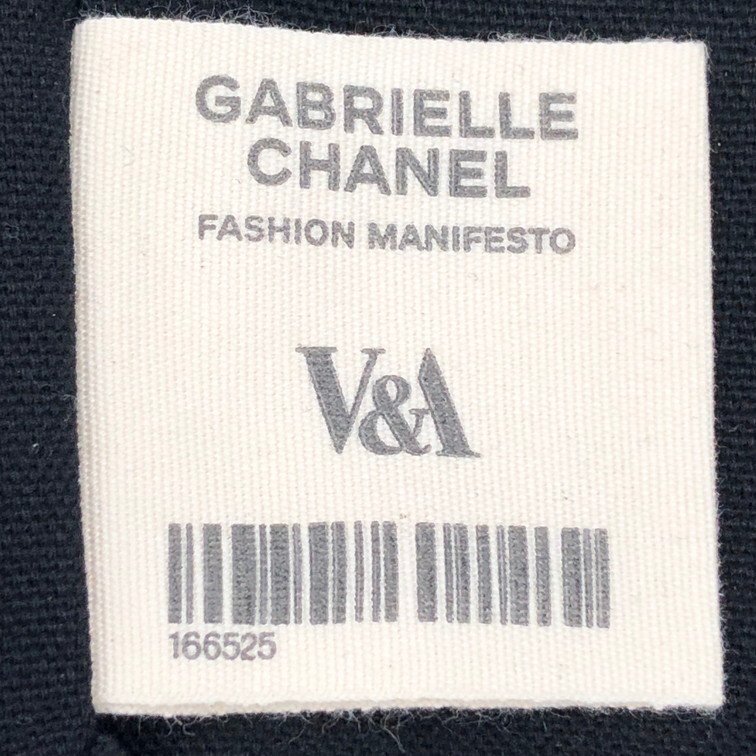 GABRIELLE
CHANEL
FASHION MANIFESTO
V&A
166525